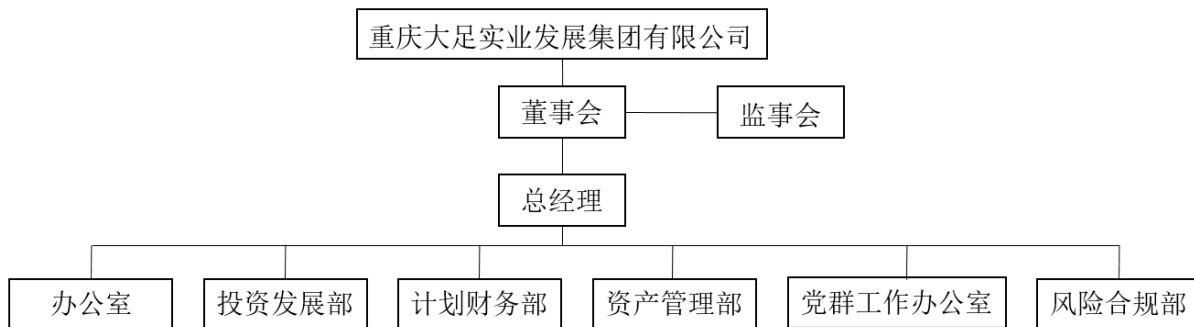 重庆大足实业发展集团有限公司
董事会
监事会
总经理
办公室
投资发展部
计划财务部
资产管理部
党群工作办公室
风险合规部